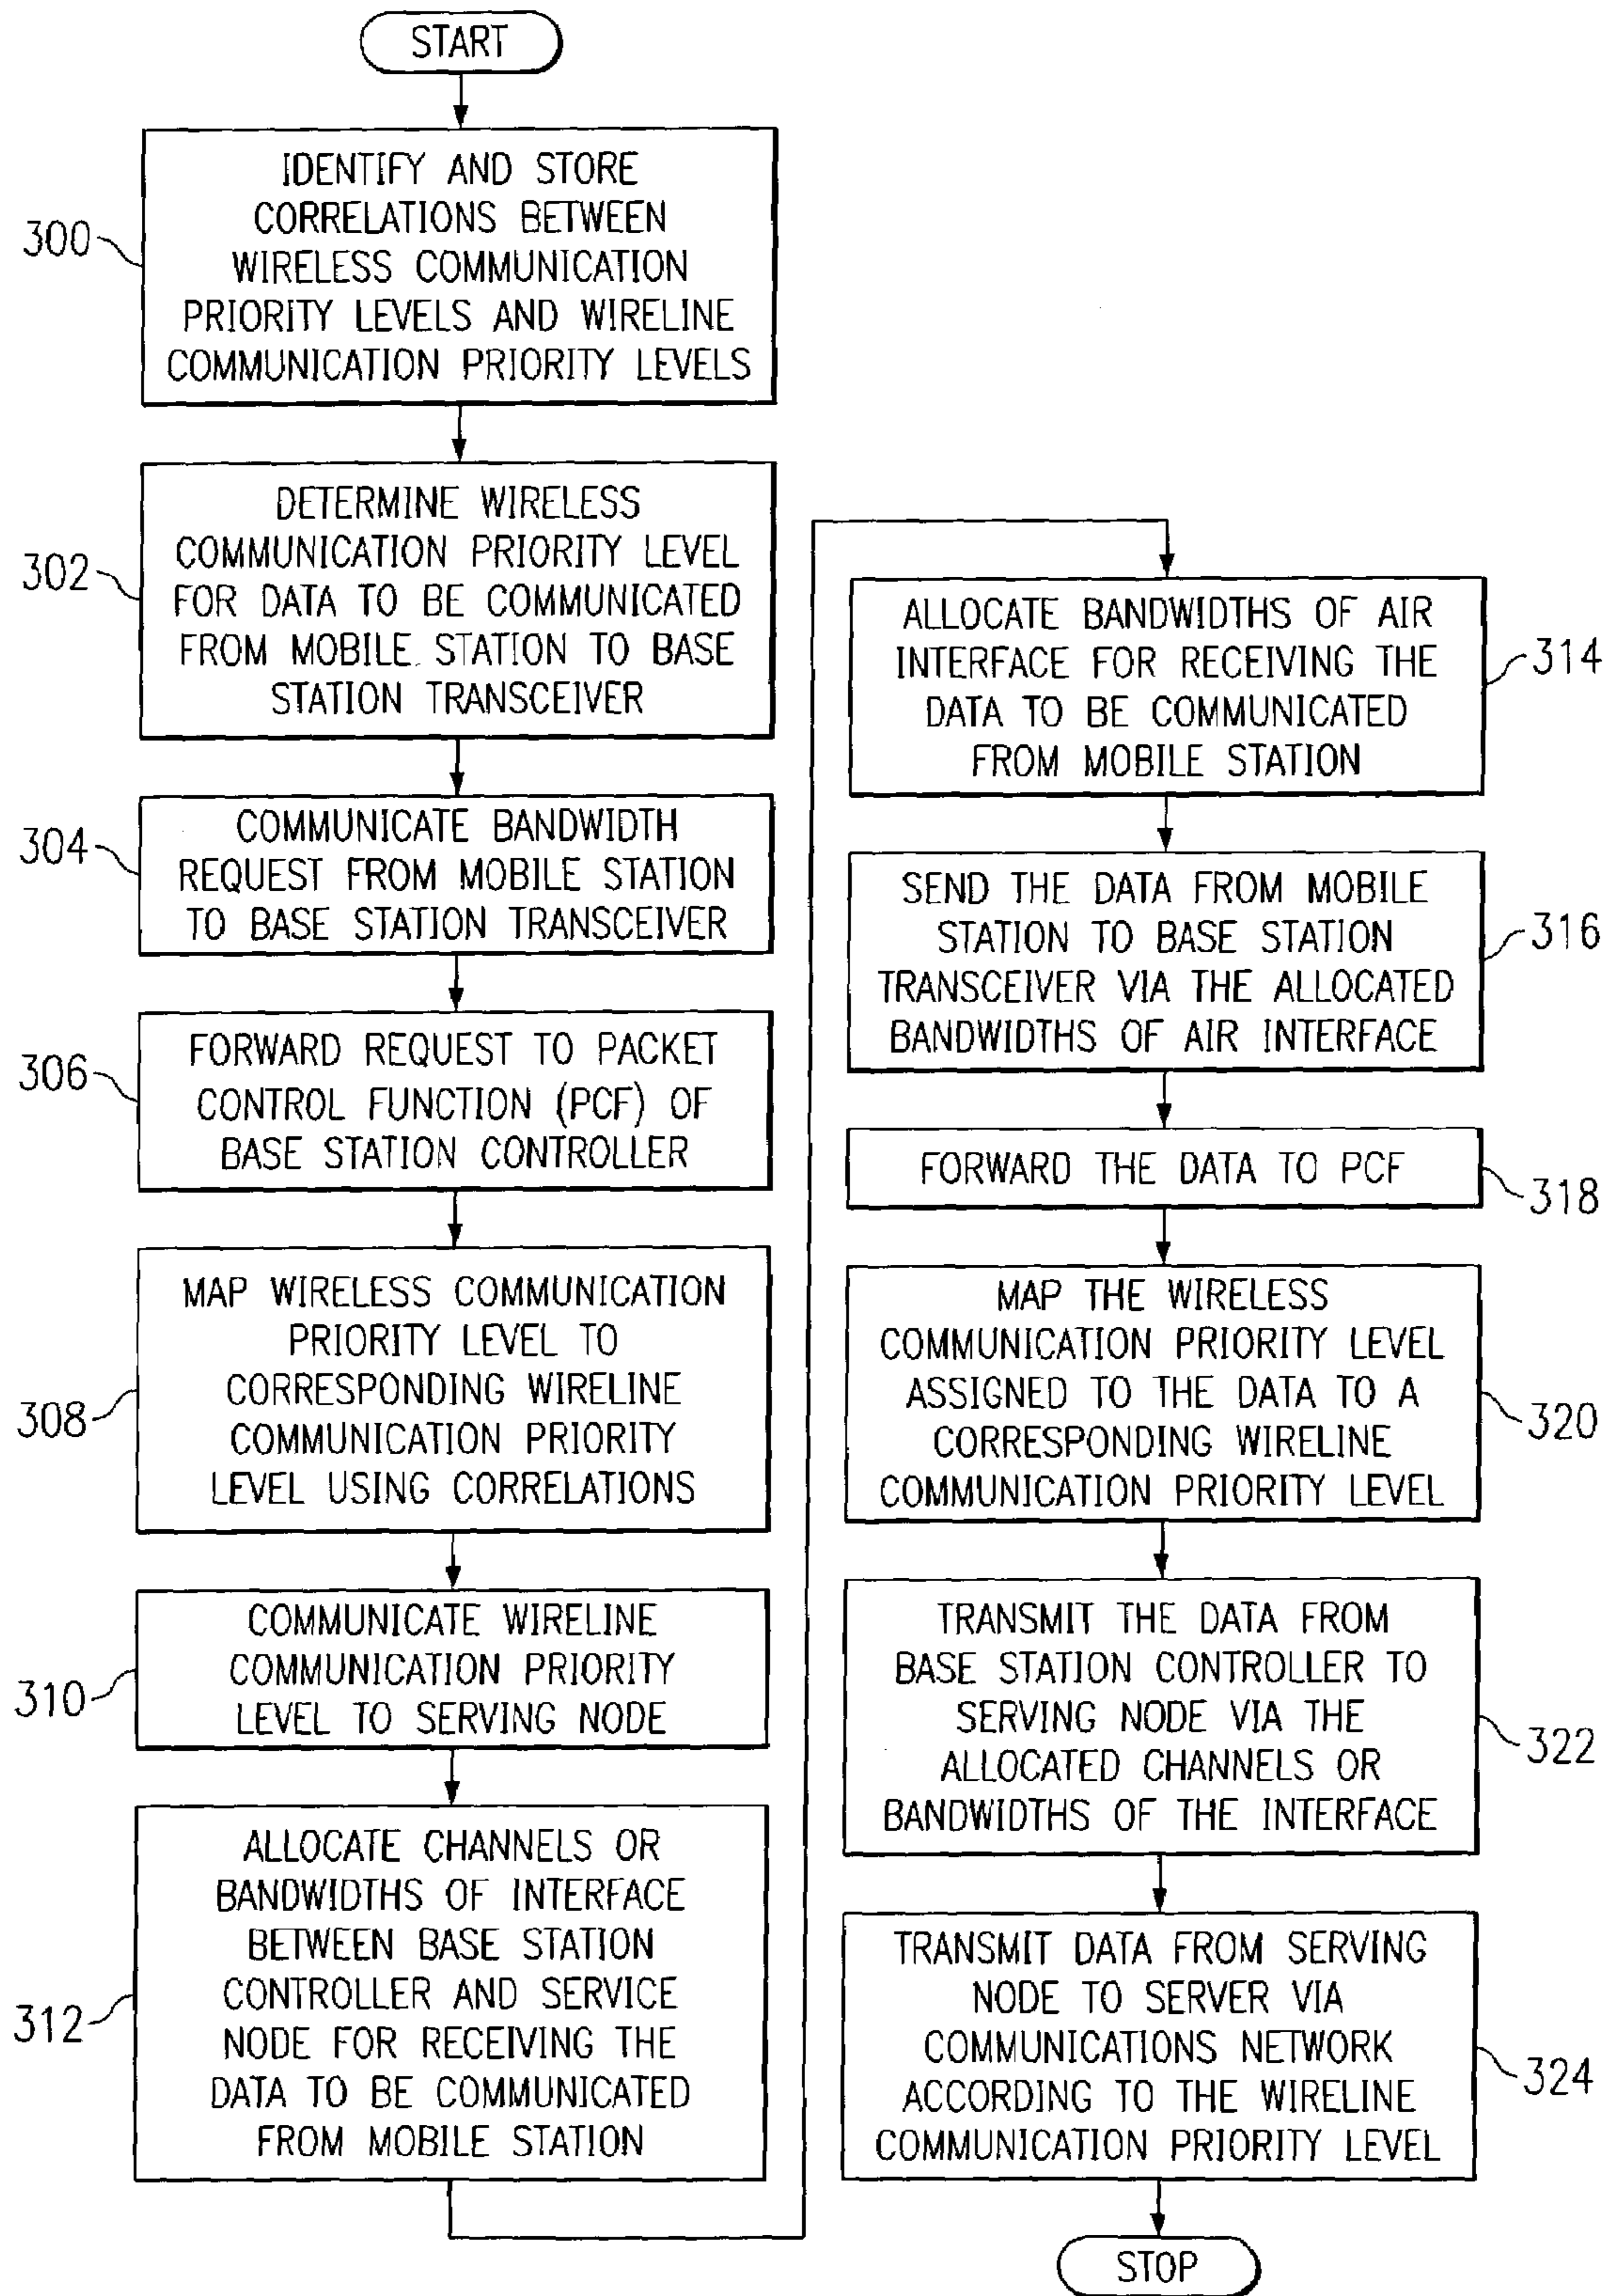 START
300
IDENTIFY AND STORE
CORRELATIONS BETWEEN
WIRELESS COMMUNICATION
PRIORITY LEVELS AND WIRELINE
COMMUNICATION PRIORITY LEVELS
302
DETERMINE WIRELESS
COMMUNICATION PRIORITY LEVEL
FOR DATA TO BE COMMUNICATED
FROM MOBILE STATION TO BASE
STATION TRANSCEIVER
304
COMMUNICATE BANDWIDTH
REQUEST FROM MOBILE STATION
TO BASE STATION TRANSCEIVER
306
FORWARD REQUEST TO PACKET
CONTROL FUNCTION (PCF) OF
BASE STATION CONTROLLER
308
MAP WIRELESS COMMUNICATION
PRIORITY LEVEL TO
CORRESPONDING WIRELINE
COMMUNICATION PRIORITY
LEVEL USING CORRELATIONS
310
COMMUNICATE WIRELINE
COMMUNICATION PRIORITY
LEVEL TO SERVING NODE
312
ALLOCATE CHANNELS OR
BANDWIDTHS OF INTERFACE
BETWEEN BASE STATION
CONTROLLER AND SERVICE
NODE FOR RECEIVING THE
DATA TO BE COMMUNICATED
FROM MOBILE STATION
ALLOCATE BANDWIDTHS OF AIR
INTERFACE FOR RECEIVING THE
DATA TO BE COMMUNICATED
FROM MOBILE STATION
314
SEND THE DATA FROM MOBILE
STATION TO BASE STATION
TRANSCEIVER VIA THE ALLOCATED
BANDWIDTHS OF AIR INTERFACE
316
FORWARD THE DATA TO PCF
318
MAP THE WIRELESS
COMMUNICATION PRIORITY LEVEL
ASSIGNED TO THE DATA TO A
CORRESPONDING WIRELINE
COMMUNICATION PRIORITY LEVEL
320
TRANSMIT THE DATA FROM
BASE STATION CONTROLLER TO
SERVING NODE VIA THE
ALLOCATED CHANNELS OR
BANDWIDTHS OF THE INTERFACE
322
TRANSMIT DATA FROM SERVING
NODE TO SERVER VIA
COMMUNICATIONS NETWORK
ACCORDING TO THE WIRELINE
COMMUNICATION PRIORITY LEVEL
324
STOP